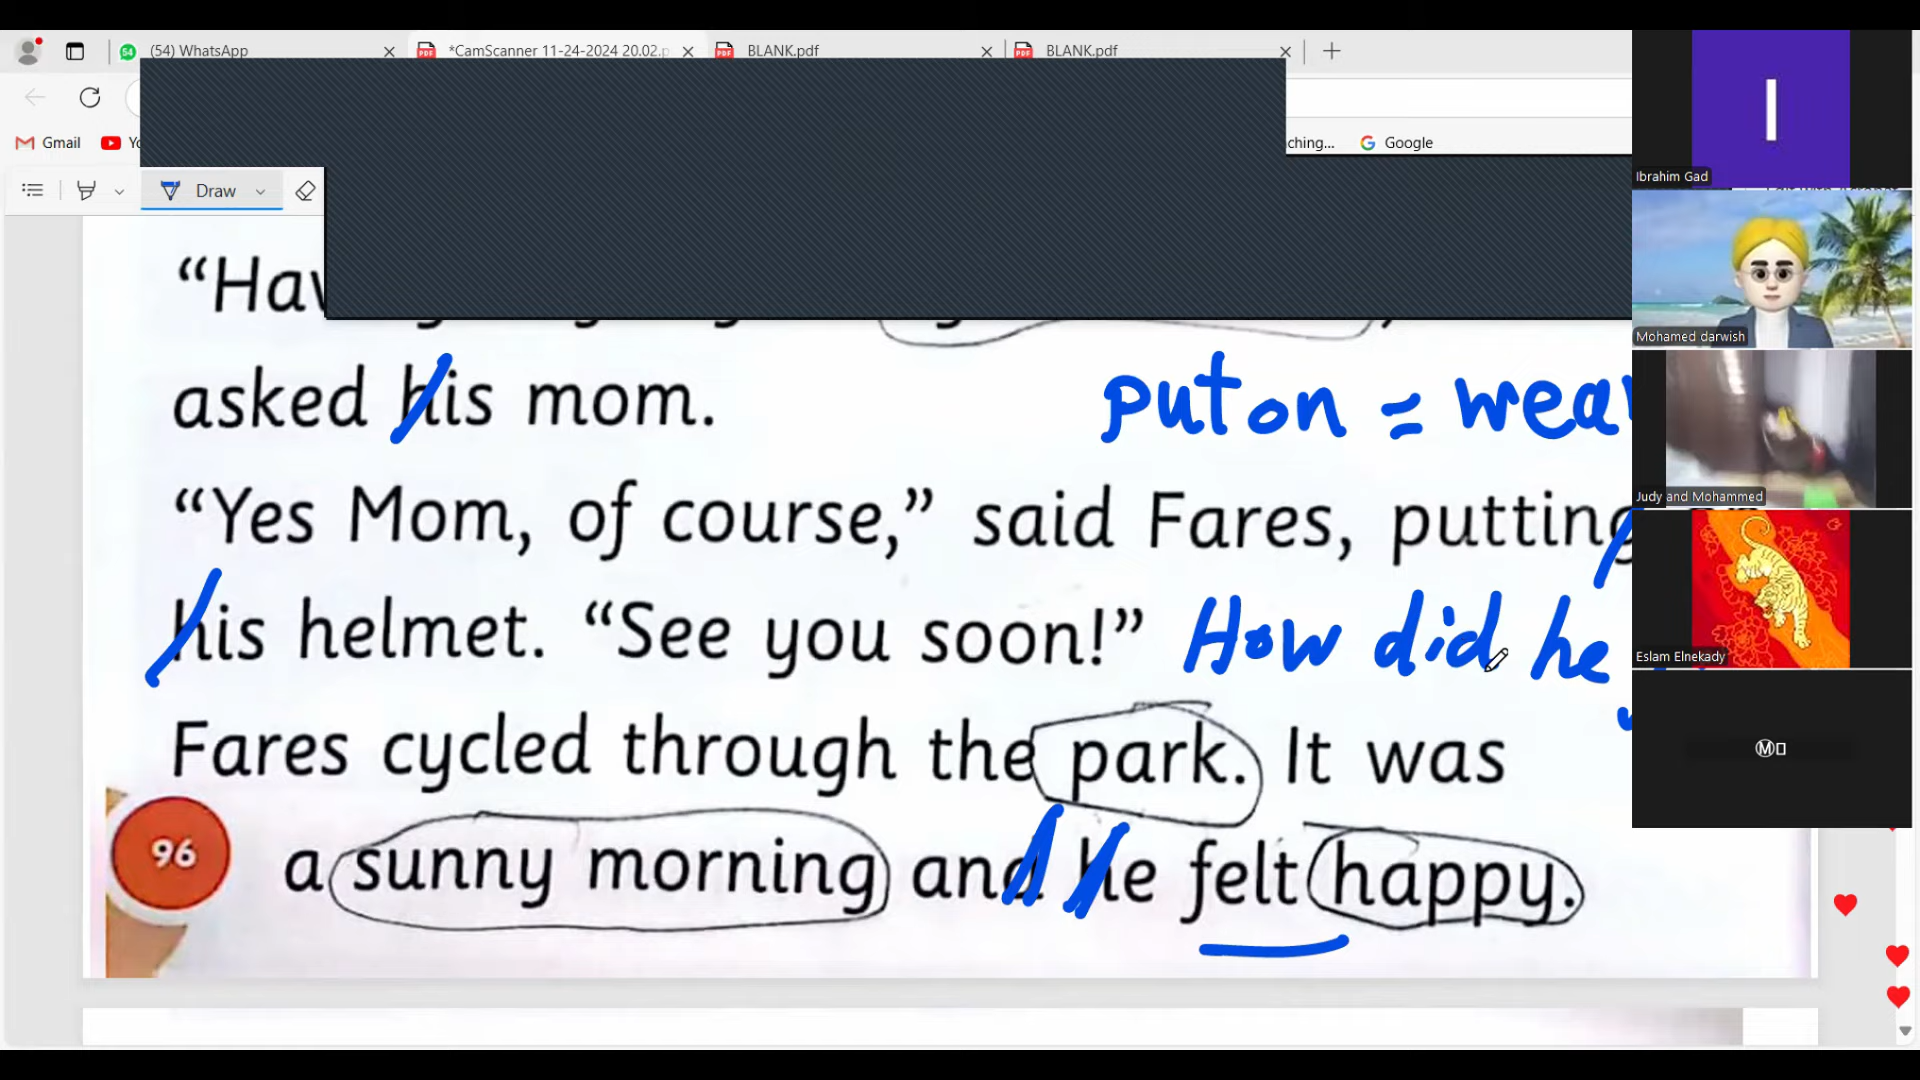 54 (54) WhatsApp
*CamScanner 11-24-2024 20.02.p
BLANK.pdf
BLANK.pdf
Gmail
ching...
Google
Draw
“Hav
asked his mom.
put on = wear
“Yes Mom, of course,” said Fares, putting
his helmet. “See you soon!”
How did he
Fares cycled through the park. It was
96
a sunny morning and he felt happy.
I
Ibrahim Gad
Mohamed darwish
Judy and Mohammed
Eslam Elnekady